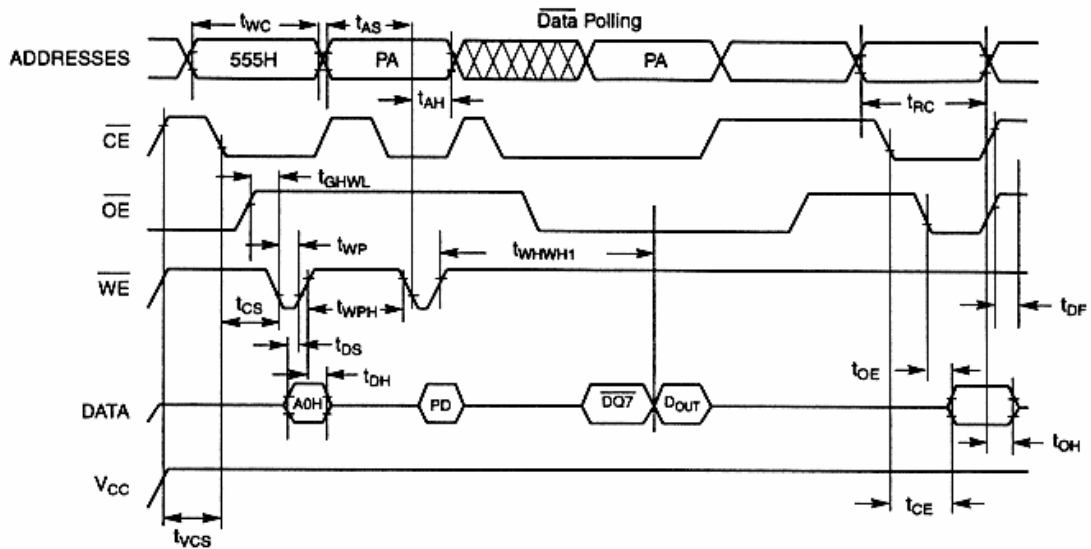 Data Polling
tWC
tAS
ADDRESSES
555H
PA
PA
tAH
tRC
CE
tGHWL
OE
tWP
tWHWH1
WE
tCS
tWPH
tDF
tDS
tOE
tDH
DATA
A0H
PD
DQ7
DOUT
tOH
VCC
tCE
tVCS